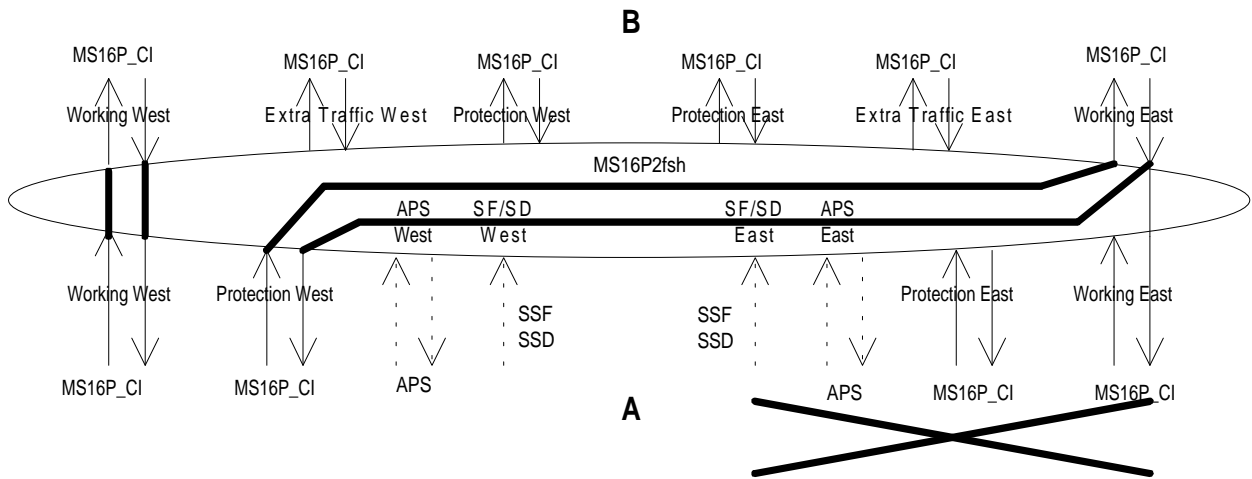 B
MS16P_CI MS16P_CI MS16P_CI MS16P_CI MS16P_CI MS16P_CI
Working West Extra Traffic West Protection West Protection East Extra Traffic East Working East
MS16P2fsh
APS SF/SD SF/SD APS
West West East East
Working West Protection West Protection East Working East
SSF SSF
SSD SSD
MS16P_CI MS16P_CI APS APS MS16P_CI MS16P_CI
A